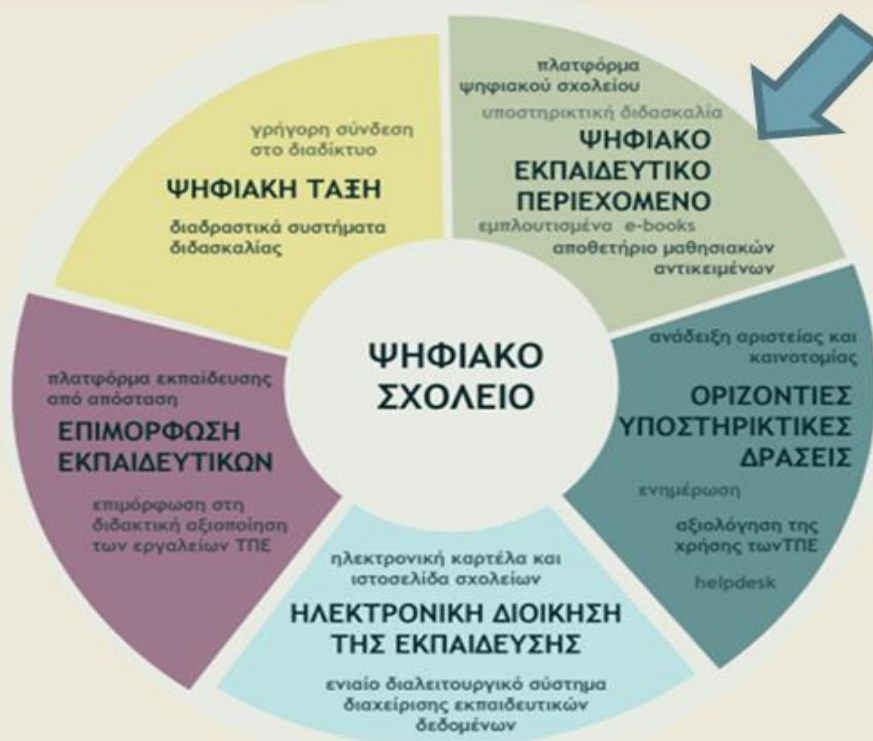 πλατφόρμα
ψηφιακού σχολείου
υποστηρικτική διδασκαλία
ΨΗΦΙΑΚΟ
ΕΚΠΑΙΔΕΥΤΙΚΟ
ΠΕΡΙΕΧΟΜΕΝΟ
εμπλουτισμένα e-books
αποθετήριο μαθησιακών
αντικειμένων
γρήγορη σύνδεση
στο διαδίκτυο
ΨΗΦΙΑΚΗ ΤΑΞΗ
διαδραστικά συστήματα
διδασκαλίας
ΨΗΦΙΑΚΟ
ΣΧΟΛΕΙΟ
ανάδειξη αριστείας και
καινοτομίας
ΟΡΙΖΟΝΤΙΕΣ
ΥΠΟΣΤΗΡΙΚΤΙΚΕΣ
ΔΡΑΣΕΙΣ
ενημέρωση
αξιολόγηση της
χρήσης τωνΤΠΕ
helpdesk
πλατφόρμα εκπαίδευσης
από απόσταση
ΕΠΙΜΟΡΦΩΣΗ
ΕΚΠΑΙΔΕΥΤΙΚΩΝ
επιμόρφωση στη
διδακτική αξιοποίηση
των εργαλείων ΤΠΕ
ηλεκτρονική καρτέλα και
ιστοσελίδα σχολείων
ΗΛΕΚΤΡΟΝΙΚΗ ΔΙΟΙΚΗΣΗ
ΤΗΣ ΕΚΠΑΙΔΕΥΣΗΣ
ενιαίο διαλειτουργικό σύστημα
διαχείρισης εκπαιδευτικών
δεδομένων